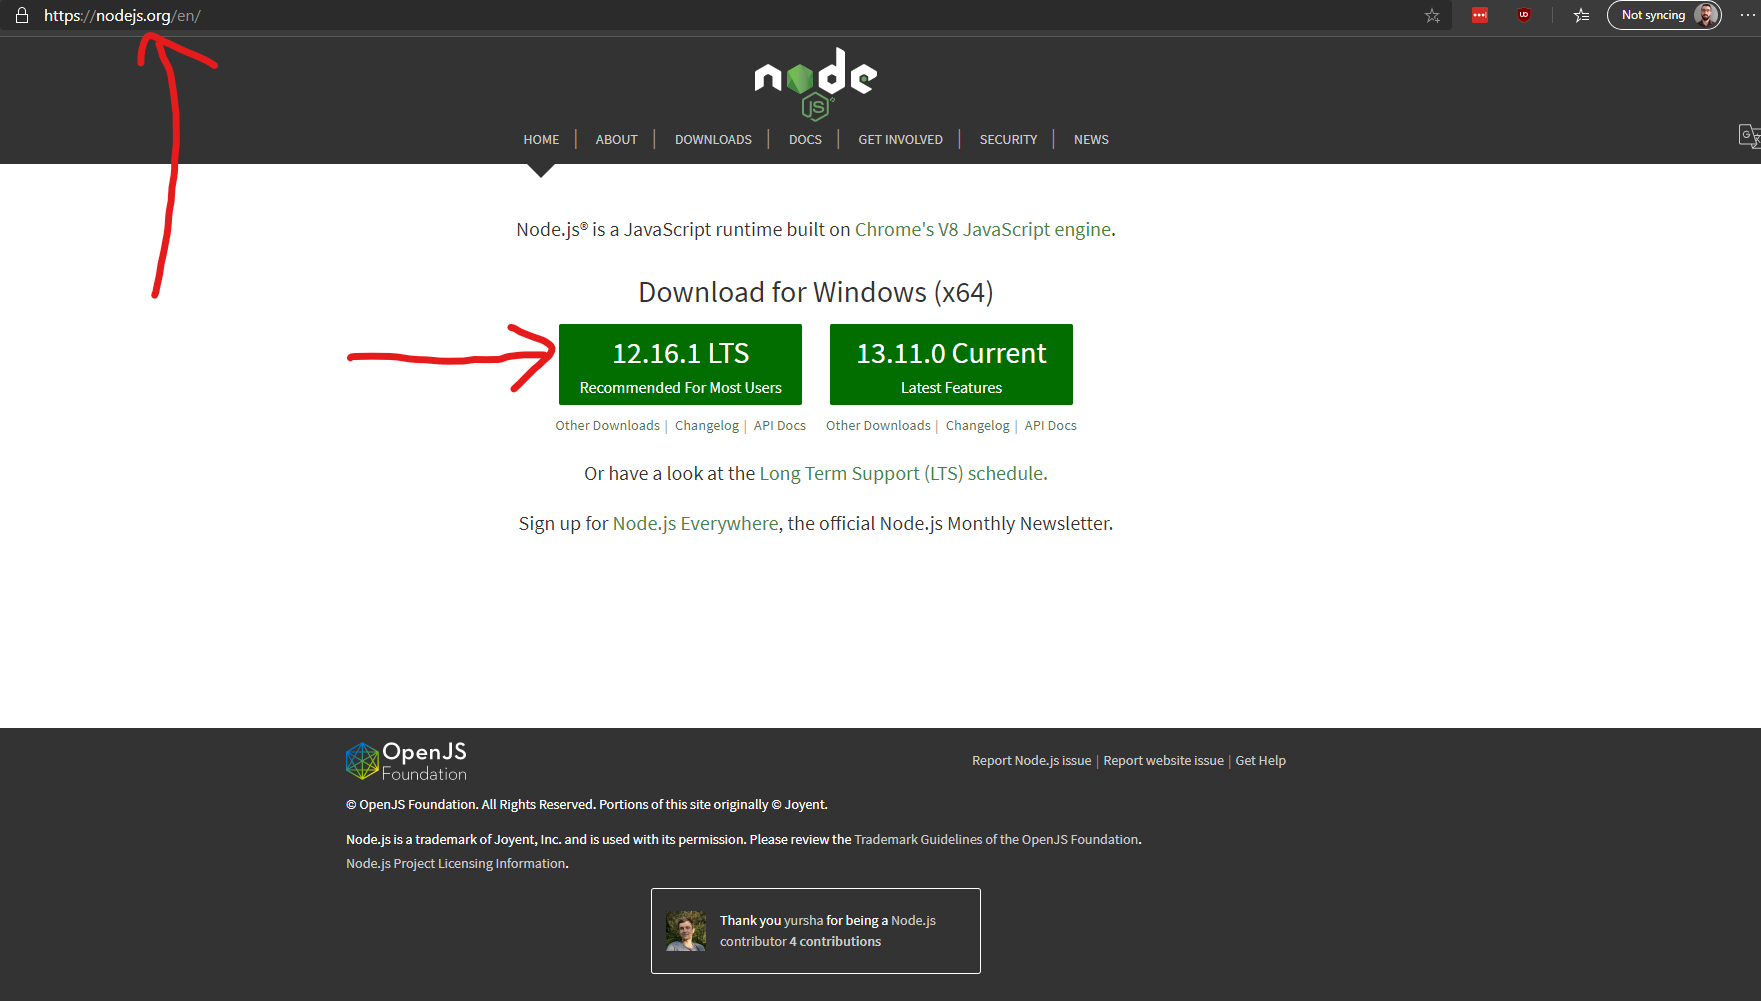 https://nodejs.org/en/
Not syncing
node
JS
HOME | ABOUT | DOWNLOADS | DOCS | GET INVOLVED | SECURITY | NEWS
Node.js® is a JavaScript runtime built on Chrome's V8 JavaScript engine.
Download for Windows (x64)
12.16.1 LTS
Recommended For Most Users
13.11.0 Current
Latest Features
Other Downloads | Changelog | API Docs
Other Downloads | Changelog | API Docs
Or have a look at the Long Term Support (LTS) schedule.
Sign up for Node.js Everywhere, the official Node.js Monthly Newsletter.
OpenJS
Foundation
Report Node.js issue | Report website issue | Get Help
© OpenJS Foundation. All Rights Reserved. Portions of this site originally © Joyent.
Node.js is a trademark of Joyent, Inc. and is used with its permission. Please review the Trademark Guidelines of the OpenJS Foundation.
Node.js Project Licensing Information.
Thank you yursha for being a Node.js
contributor 4 contributions